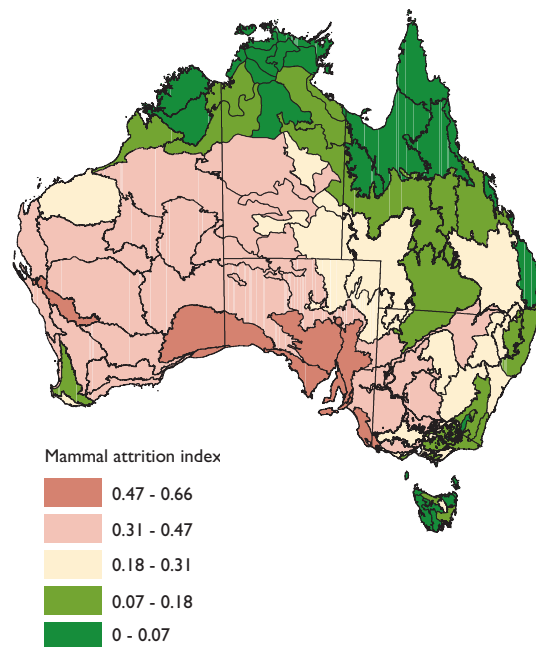 Mammal attrition index
0.47 - 0.66
0.31 - 0.47
0.18 - 0.31
0.07 - 0.18
0 - 0.07